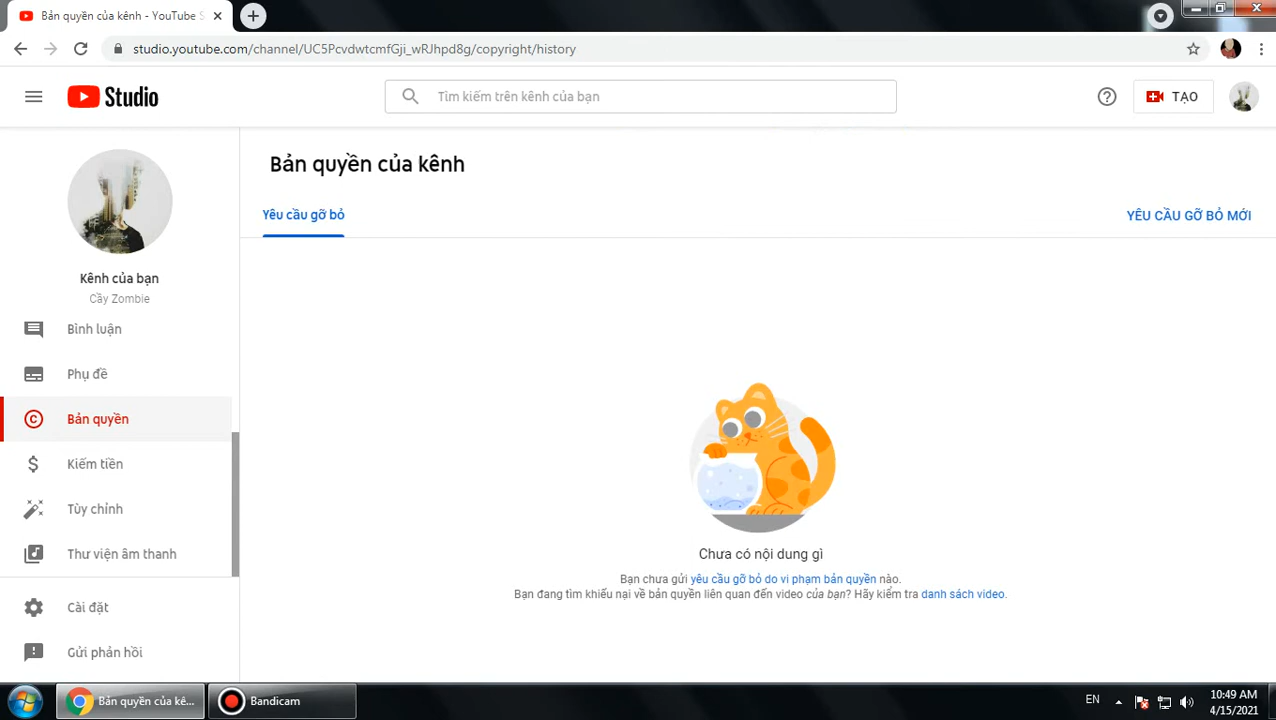 Bản quyền của kênh - YouTube S
studio.youtube.com/channel/UC5PcvdwtcmfGji_wRJhpd8g/copyright/history
Studio
Tìm kiếm trên kênh của bạn
TẠO
Bản quyền của kênh
Yêu cầu gỡ bỏ
YÊU CẦU GỠ BỎ MỚI
Kênh của bạn
Cầy Zombie
Bình luận
Phụ đề
Bản quyền
Kiếm tiền
Tùy chỉnh
Thư viện âm thanh
Cài đặt
Gửi phản hồi
Chưa có nội dung gì
Bạn chưa gửi yêu cầu gỡ bỏ do vi phạm bản quyền nào.
Bạn đang tìm khiếu nại về bản quyền liên quan đến video của bạn? Hãy kiểm tra danh sách video.
Bản quyền của kê...
Bandicam
EN
10:49 AM
4/15/2021